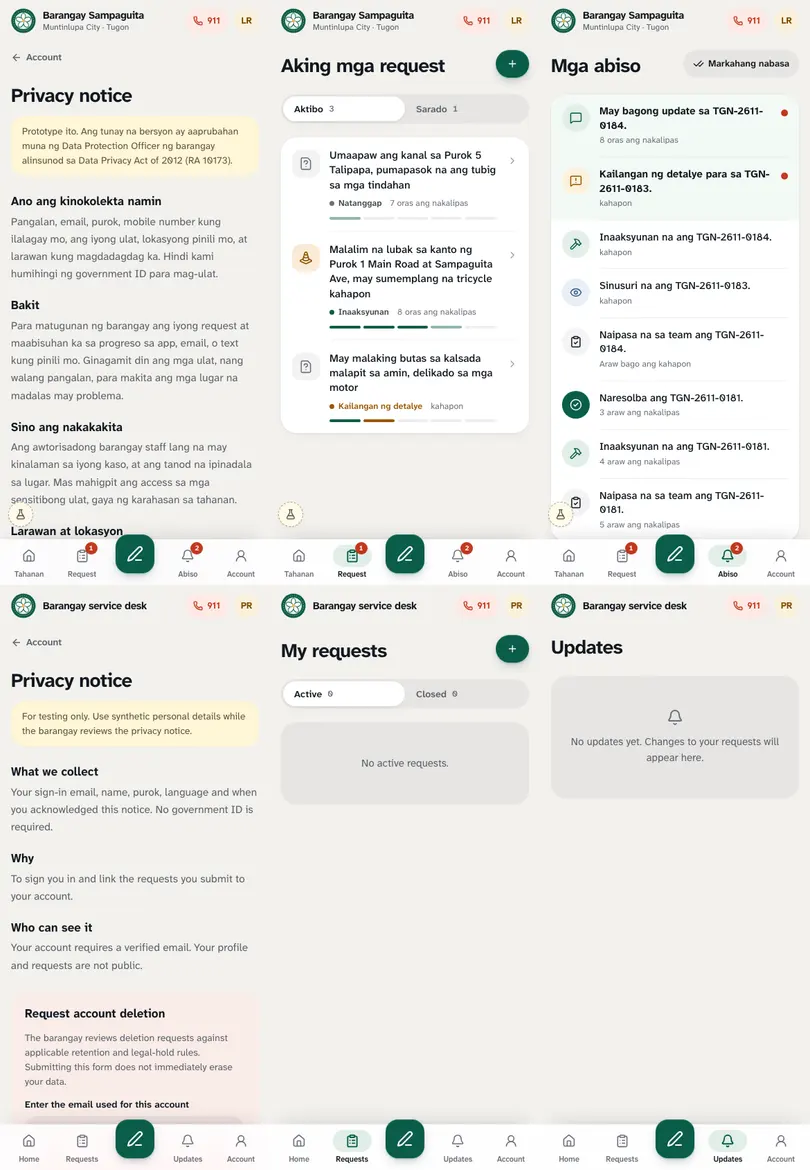 Barangay Sampaguita
Muntinlupa City · Tugon
911
LR
Account
Privacy notice
Prototype ito. Ang tunay na bersyon ay aaprubahan
muna ng Data Protection Officer ng barangay
alinsunod sa Data Privacy Act of 2012 (RA 10173).
Ano ang kinokolekta namin
Pangalan, email, purok, mobile number kung
ilalagay mo, ang iyong ulat, lokasyong pinili mo, at
larawan kung magdadagdag ka. Hindi kami
humihingi ng government ID para mag-ulat.
Bakit
Para matugunan ng barangay ang iyong request at
maabisuhan ka sa progreso sa app, email, o text
kung pinili mo. Ginagamit din ang mga ulat, nang
walang pangalan, para makita ang mga lugar na
madalas may problema.
Sino ang nakakakita
Ang awtorisadong barangay staff lang na may
kinalaman sa iyong kaso, at ang tanod na ipinadala
sa lugar. Mas mahigpit ang access sa mga
sensitibong ulat, gaya ng karahasan sa tahanan.
Larawan at lokasyon
Tahanan
1
Request
2
Abiso
Account
Barangay Sampaguita
Muntinlupa City · Tugon
911
LR
Aking mga request
+
Aktibo 3
Sarado 1
Umaapaw ang kanal sa Purok 5
Talipapa, pumapasok na ang tubig
sa mga tindahan
Natanggap 7 oras ang nakalipas
Malalim na lubak sa kanto ng
Purok 1 Main Road at Sampaguita
Ave, may sumemplang na tricycle
kahapon
Inaaksyunan 8 oras ang nakalipas
May malaking butas sa kalsada
malapit sa amin, delikado sa mga
motor
Kailangan ng detalye kahapon
Tahanan
1
Request
2
Abiso
Account
Barangay Sampaguita
Muntinlupa City · Tugon
911
LR
Mga abiso
Markahang nabasa
May bagong update sa TGN-2611-
0184.
8 oras ang nakalipas
Kailangan ng detalye para sa TGN-
2611-0183.
kahapon
Inaaksyunan na ang TGN-2611-0184.
kahapon
Sinusuri na ang TGN-2611-0183.
kahapon
Naipasa na sa team ang TGN-2611-
0184.
Araw bago ang kahapon
Naresolba ang TGN-2611-0181.
3 araw ang nakalipas
Inaaksyunan na ang TGN-2611-0181.
4 araw ang nakalipas
Naipasa na sa team ang TGN-2611-
0181.
5 araw ang nakalipas
Tahanan
1
Request
2
Abiso
Account
Barangay service desk
911
PR
Account
Privacy notice
For testing only. Use synthetic personal details while
the barangay reviews the privacy notice.
What we collect
Your sign-in email, name, purok, language and when
you acknowledged this notice. No government ID is
required.
Why
To sign you in and link the requests you submit to
your account.
Who can see it
Your account requires a verified email. Your profile
and requests are not public.
Request account deletion
The barangay reviews deletion requests against
applicable retention and legal-hold rules.
Submitting this form does not immediately erase
your data.
Enter the email used for this account
Home
Requests
Updates
Account
Barangay service desk
911
PR
My requests
+
Active 0
Closed 0
No active requests.
Home
Requests
Updates
Account
Barangay service desk
911
PR
Updates
No updates yet. Changes to your requests will
appear here.
Home
Requests
Updates
Account